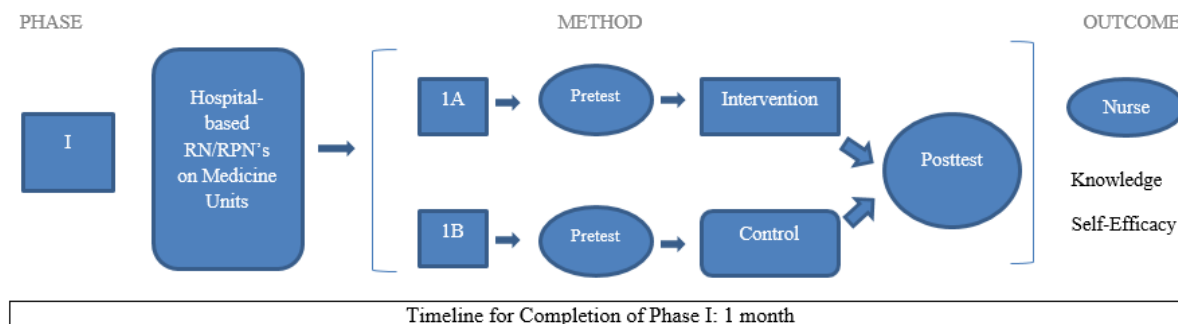 PHASE
METHOD
OUTCOME
I
Hospital-
based
RN/RPN's
on Medicine
Units
1A
Pretest
Intervention
1B
Pretest
Control
Posttest
Nurse
Knowledge
Self-Efficacy
Timeline for Completion of Phase I: 1 month